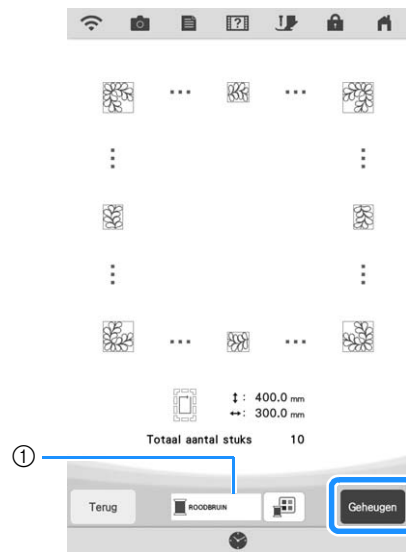 ↕: 400.0 mm
↔: 300.0 mm
Totaal aantal stuks 10
①
Terug ROODBRUIN Geheugen